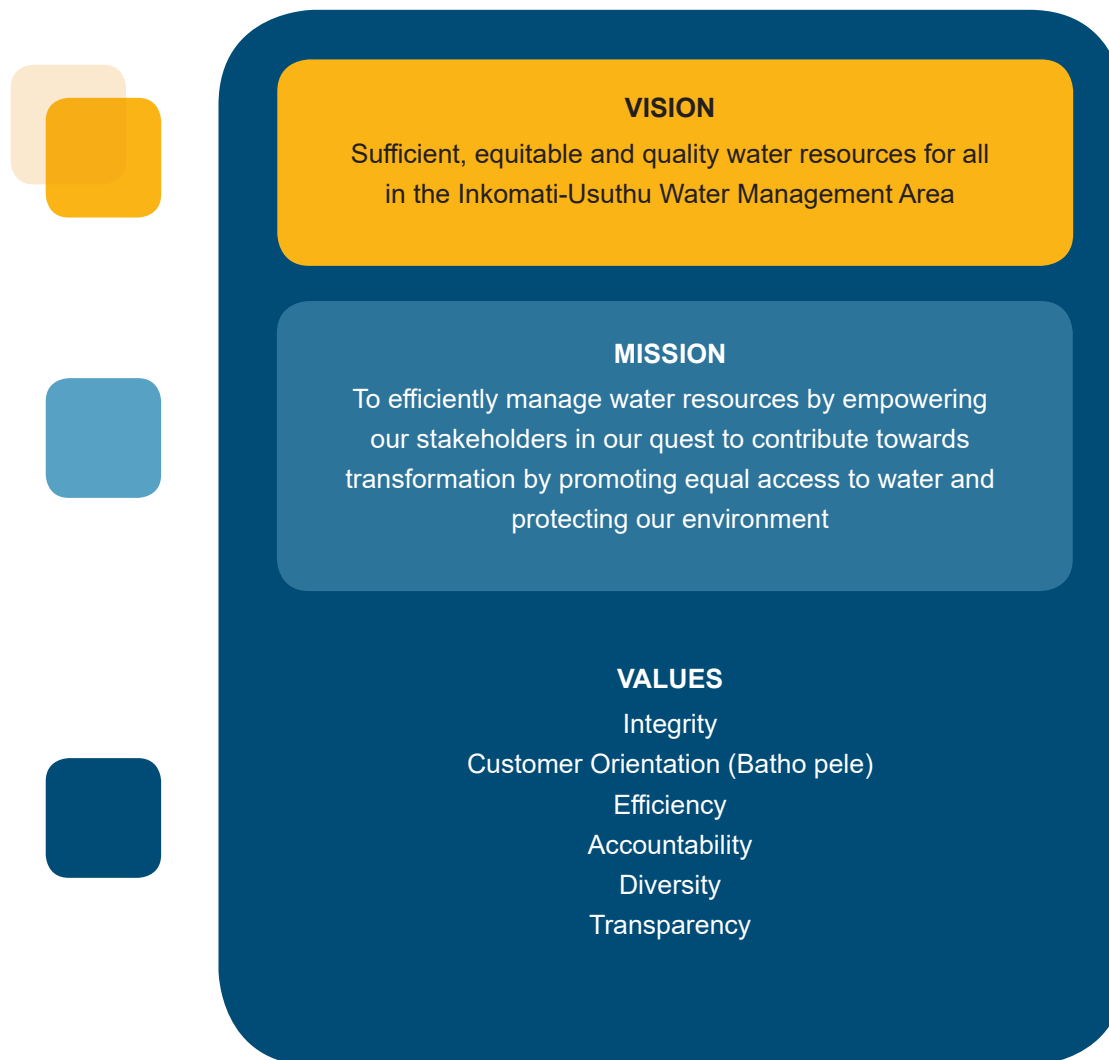 VISION
Sufficient, equitable and quality water resources for all
in the Inkomati-Usuthu Water Management Area
MISSION
To efficiently manage water resources by empowering
our stakeholders in our quest to contribute towards
transformation by promoting equal access to water and
protecting our environment
VALUES
Integrity
Customer Orientation (Batho pele)
Efficiency
Accountability
Diversity
Transparency